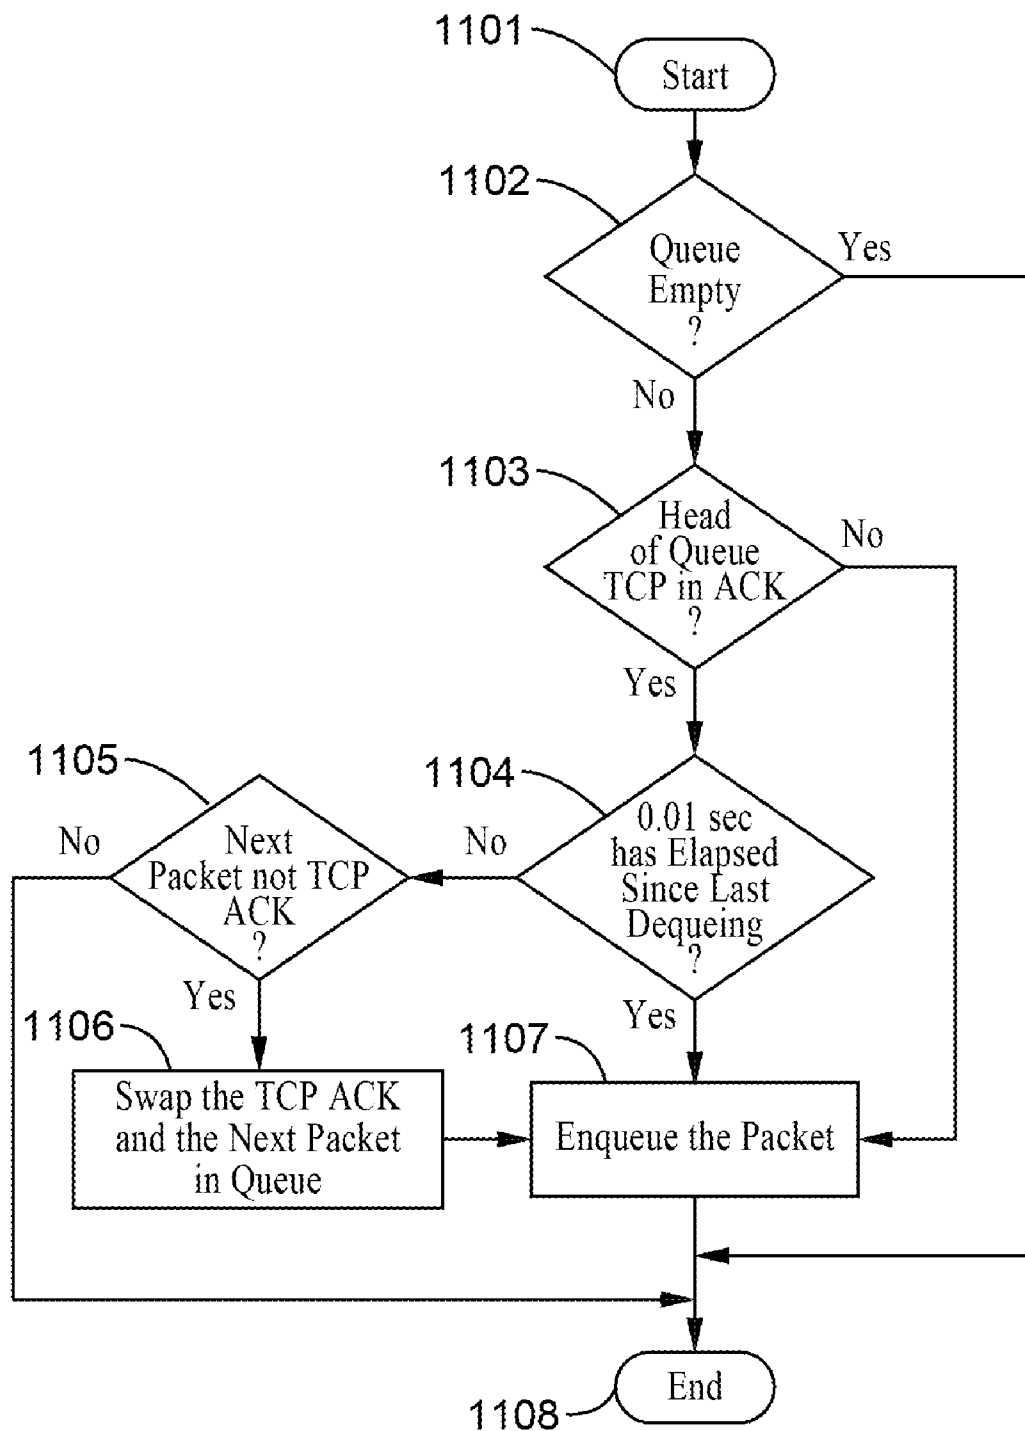 1101
Start
1102
Queue
Empty
?
Yes
No
1103
Head
of Queue
TCP in ACK
?
No
Yes
1104
0.01 sec
has Elapsed
Since Last
Dequeing
?
No
Yes
1105
Next
Packet not TCP
ACK
?
No
Yes
1106
Swap the TCP ACK
and the Next Packet
in Queue
1107
Enqueue the Packet
End
1108